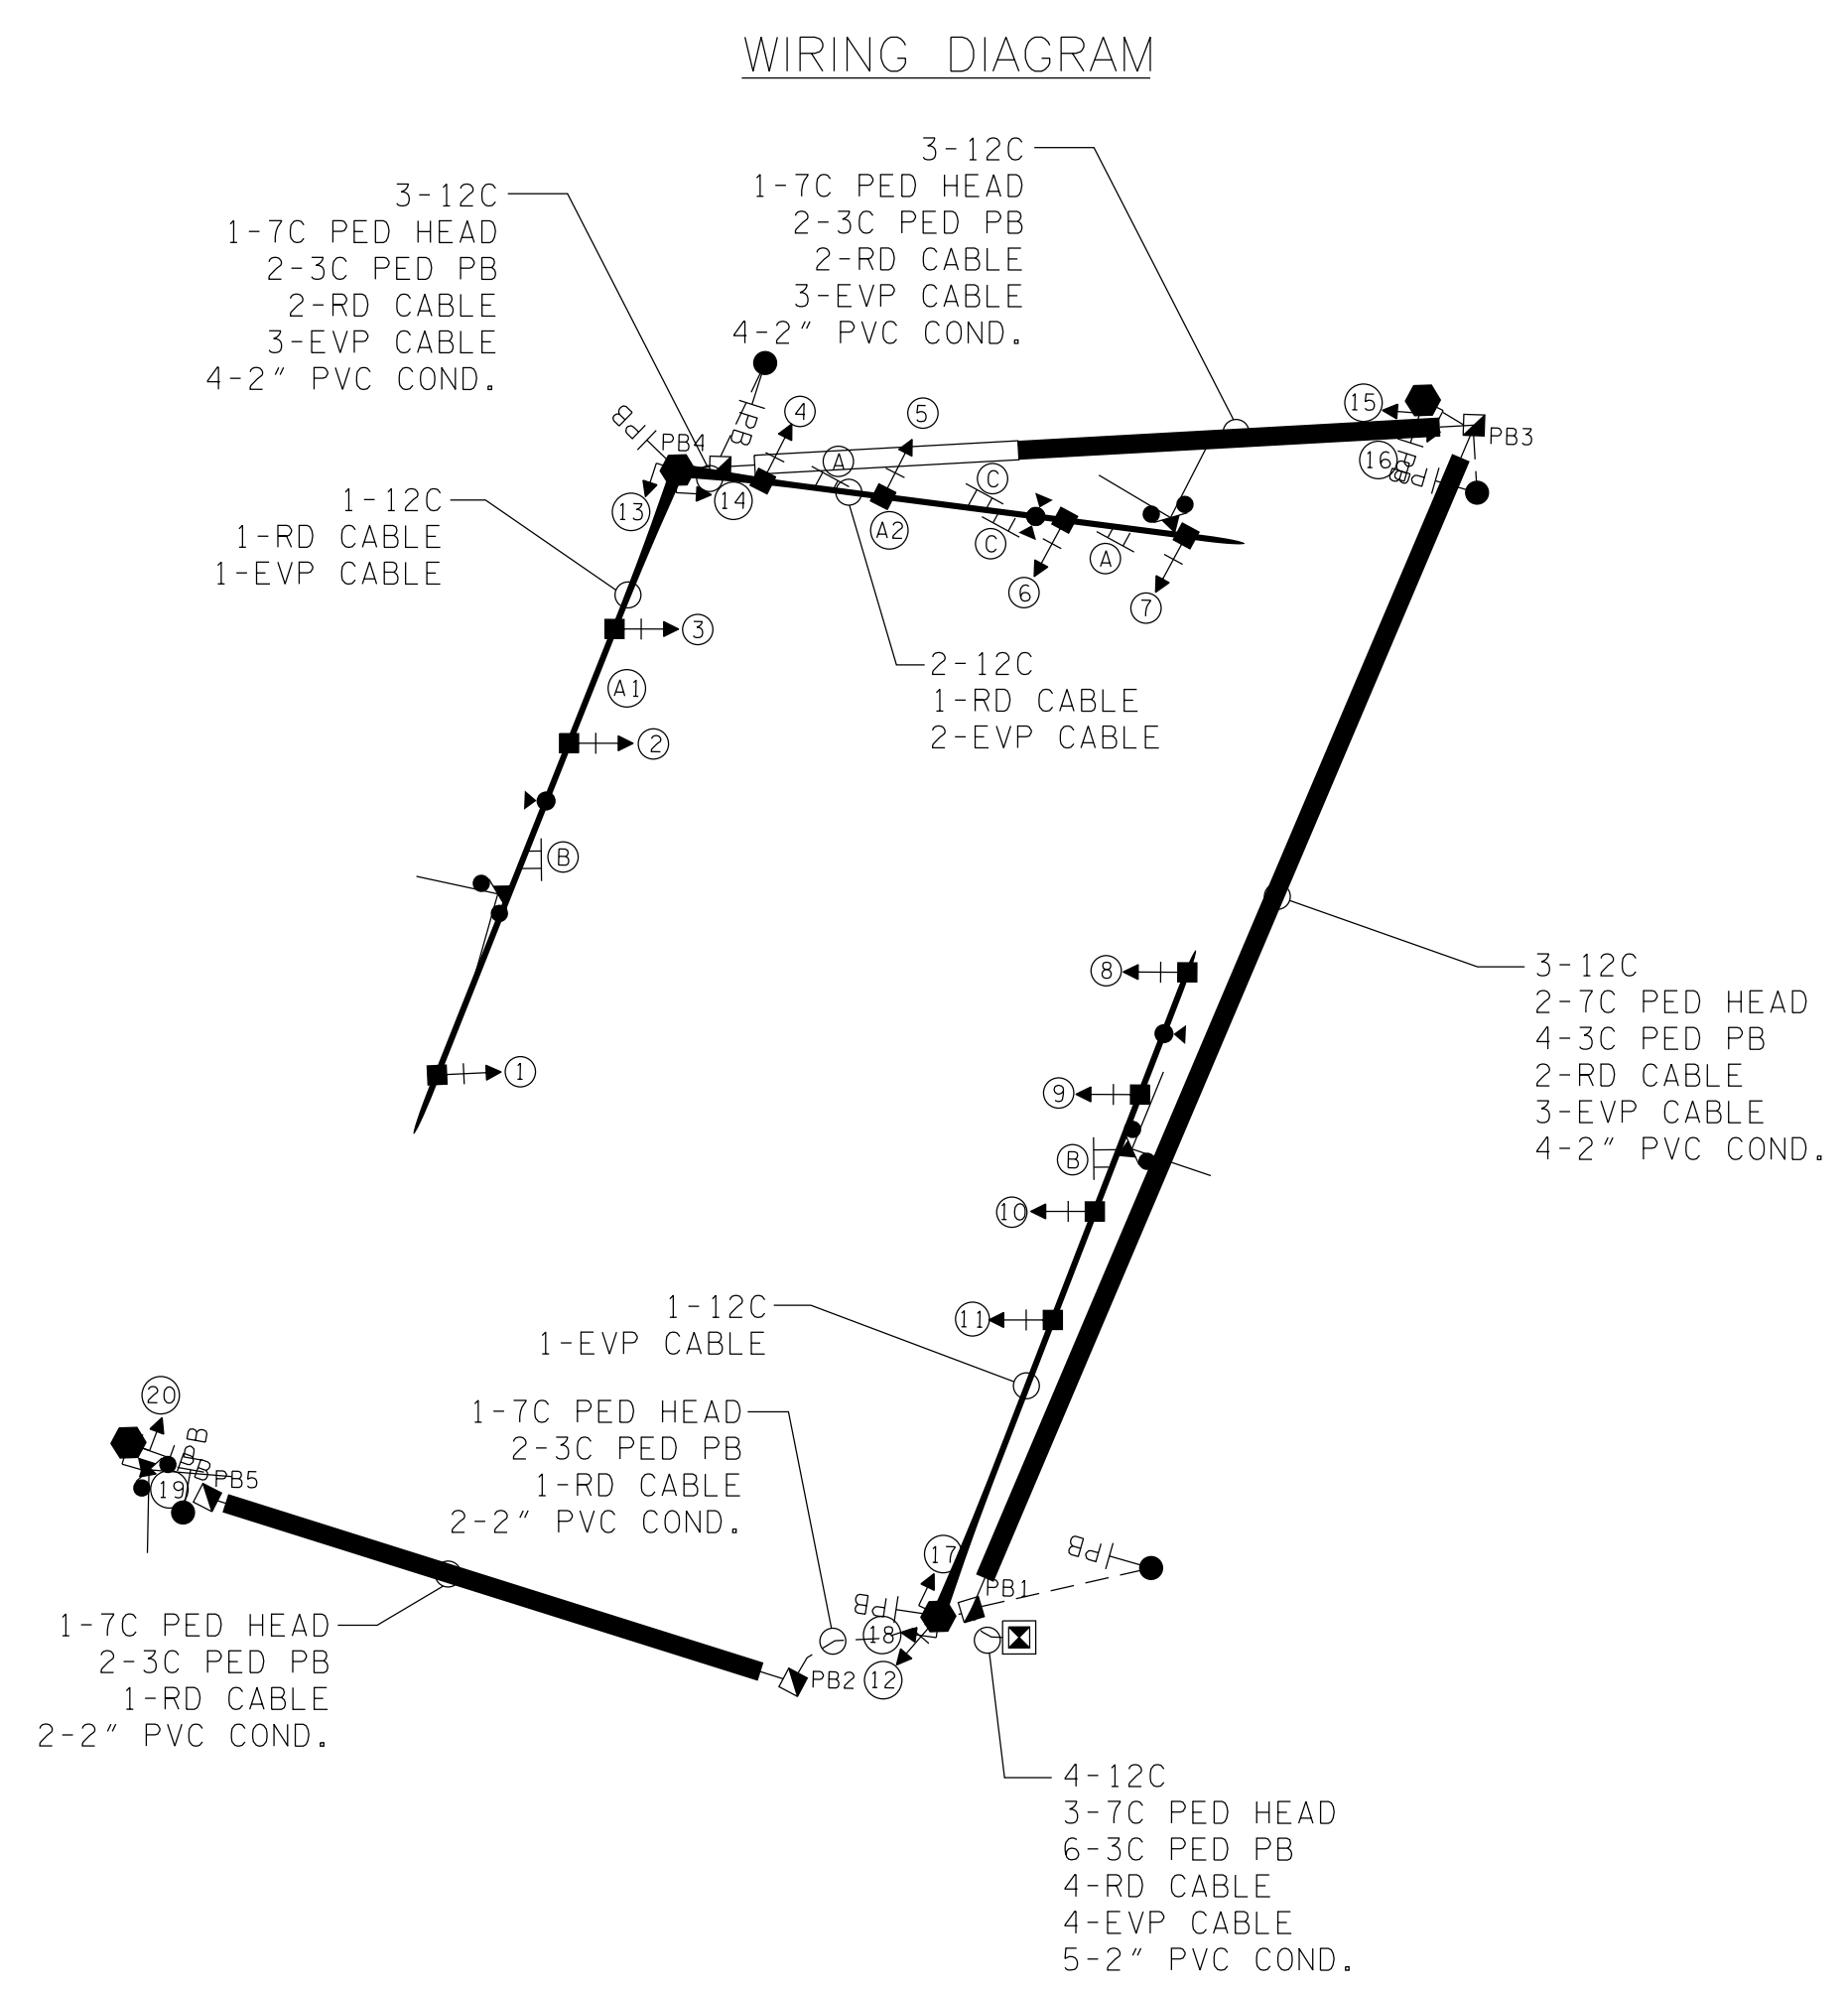 WIRING DIAGRAM
3-12C
1-7C PED HEAD
2-3C PED PB
2-RD CABLE
3-EVP CABLE
4-2" PVC COND.
3-12C
1-7C PED HEAD
2-3C PED PB
2-RD CABLE
3-EVP CABLE
4-2" PVC COND.
PB
PB4
PB
4
5
A
C
15
PB3
16
PB
PB
13
14
A2
C
A
6
7
1-12C
1-RD CABLE
1-EVP CABLE
3
A1
2
2-12C
1-RD CABLE
2-EVP CABLE
B
1
8
9
B
10
11
3-12C
2-7C PED HEAD
4-3C PED PB
2-RD CABLE
3-EVP CABLE
4-2" PVC COND.
1-12C
1-EVP CABLE
1-7C PED HEAD
2-3C PED PB
1-RD CABLE
2-2" PVC COND.
20
PB
PB
19
PB5
17
PB
PB1
PB
18
12
PB2
1-7C PED HEAD
2-3C PED PB
1-RD CABLE
2-2" PVC COND.
4-12C
3-7C PED HEAD
6-3C PED PB
4-RD CABLE
4-EVP CABLE
5-2" PVC COND.